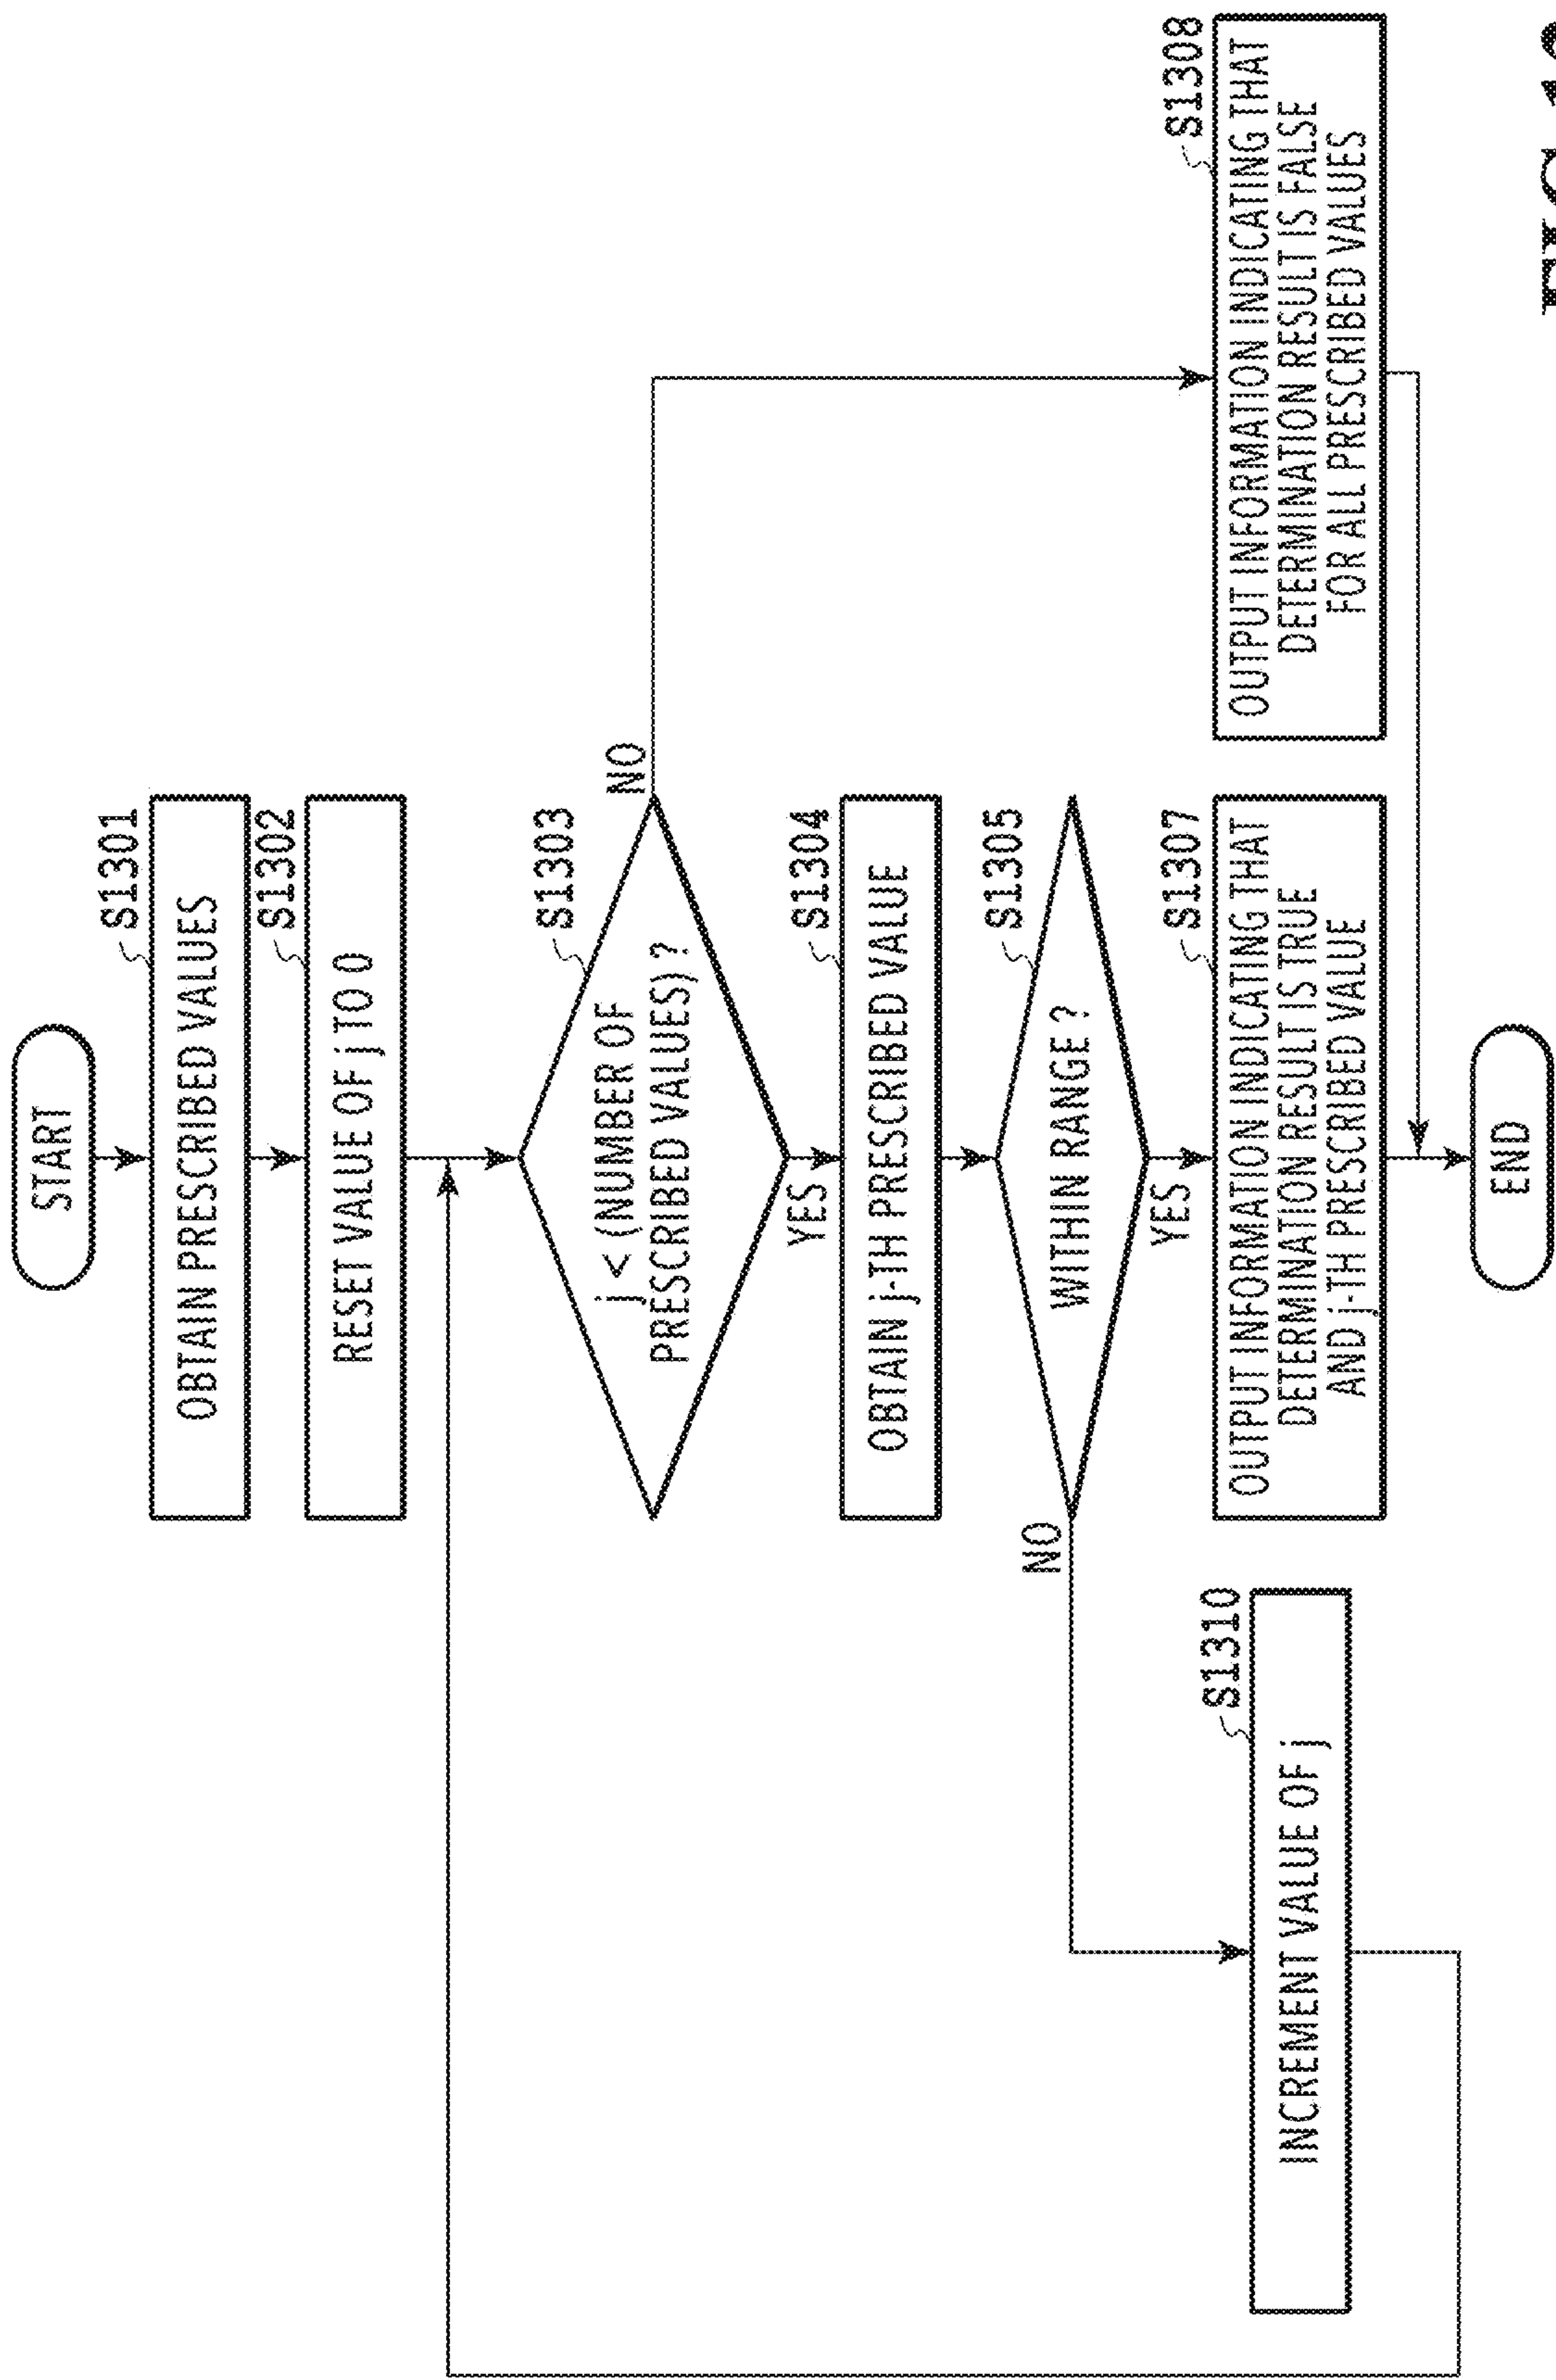 START
S1301
OBTAIN PRESCRIBED VALUES
S1302
RESET VALUE OF j TO 0
S1303
j < (NUMBER OF
PRESCRIBED VALUES) ?
NO
YES
S1304
OBTAIN j-TH PRESCRIBED VALUE
S1305
WITHIN RANGE ?
NO
YES
S1310
INCREMENT VALUE OF j
S1307
OUTPUT INFORMATION INDICATING THAT
DETERMINATION RESULT IS TRUE
AND j-TH PRESCRIBED VALUE
S1308
OUTPUT INFORMATION INDICATING THAT
DETERMINATION RESULT IS FALSE
FOR ALL PRESCRIBED VALUES
END